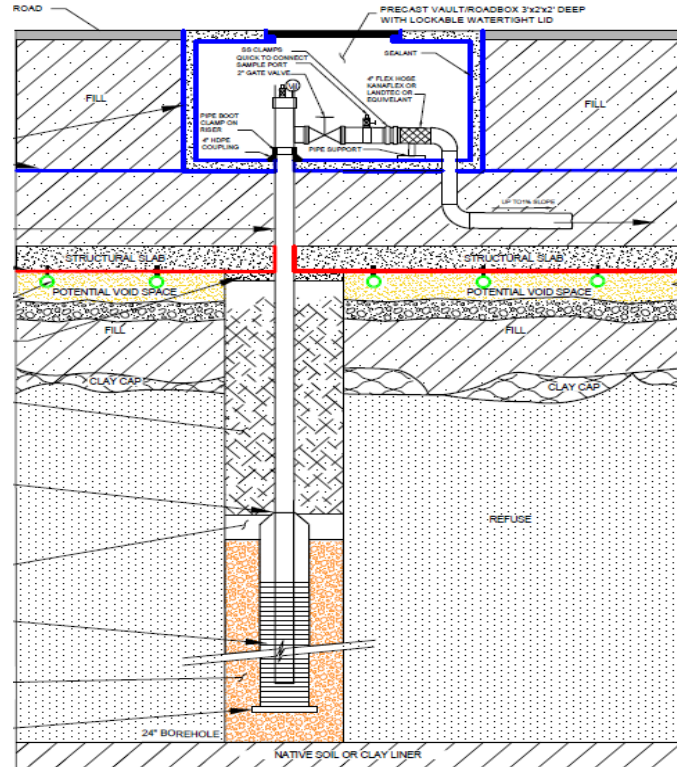 ROAD
PRECAST VAULT/ROADBOX 3'x2'x2' DEEP
WITH LOCKABLE WATERTIGHT LID
SS CLAMPS
QUICK TO CONNECT
SAMPLE PORT
2" GATE VALVE
SEALANT
4" FLEX HOSE
KANAFLEX OR
LANDTEC OR
EQUIVELANT
FILL
FILL
PIPE BOOT
CLAMP ON
RISER
4" HDPE
COUPLING
PIPE SUPPORT
UP TO 1% SLOPE
STRUCTURAL SLAB
STRUCTURAL SLAB
POTENTIAL VOID SPACE
POTENTIAL VOID SPACE
FILL
FILL
CLAY CAP
CLAY CAP
REFUSE
24" BOREHOLE
NATIVE SOIL OR CLAY LINER